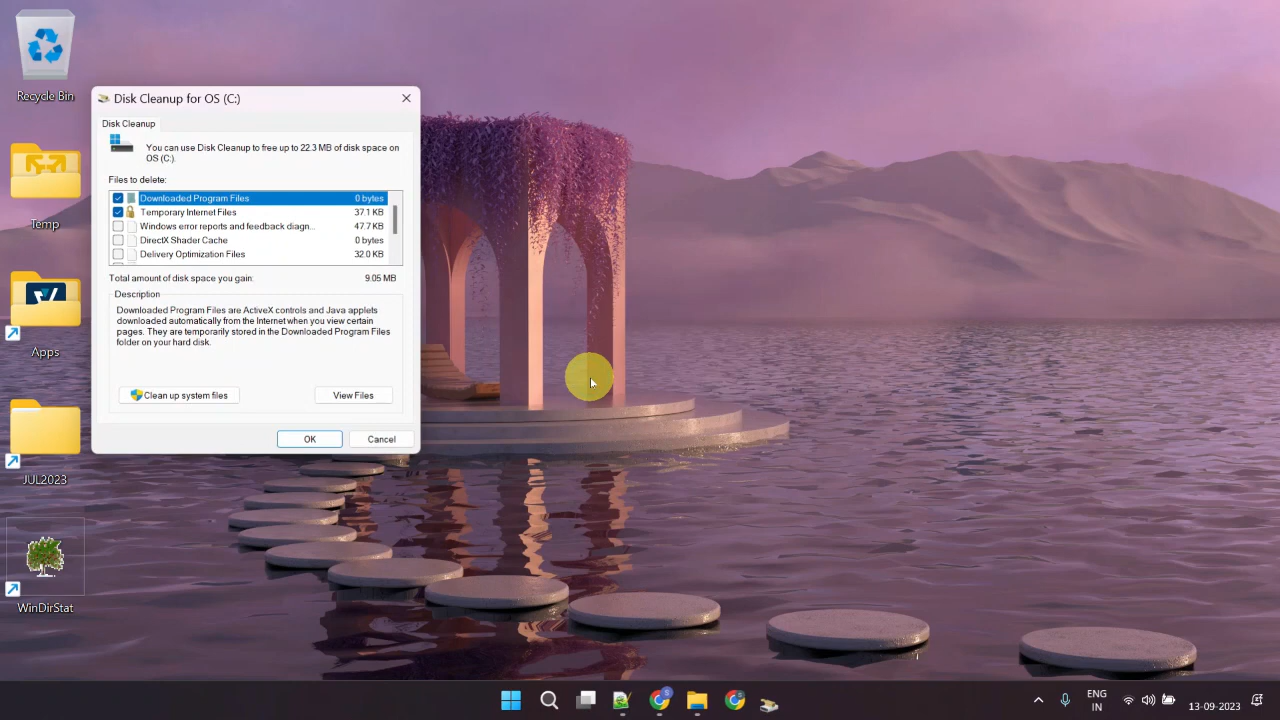 Recycle Bin
Temp
Apps
JUL2023
WinDirStat
Disk Cleanup for OS (C:)
Disk Cleanup
You can use Disk Cleanup to free up to 22.3 MB of disk space on
OS (C:).
Files to delete:
Downloaded Program Files 0 bytes
Temporary Internet Files 37.1 KB
Windows error reports and feedback diagn... 47.7 KB
DirectX Shader Cache 0 bytes
Delivery Optimization Files 32.0 KB
Total amount of disk space you gain: 9.05 MB
Description
Downloaded Program Files are ActiveX controls and Java applets
downloaded automatically from the Internet when you view certain
pages. They are temporarily stored in the Downloaded Program Files
folder on your hard disk.
Clean up system files View Files
OK Cancel
ENG
IN
13-09-2023